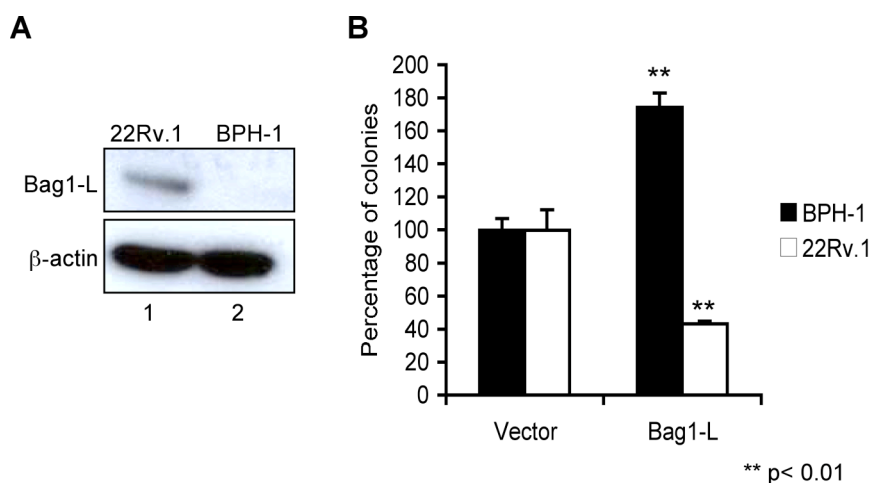 A
22Rv.1 BPH-1
Bag1-L
β-actin
1 2
B
Percentage of colonies
200
180
160
140
120
100
80
60
40
20
0
**
**
Vector Bag1-L
BPH-1
22Rv.1
** p< 0.01